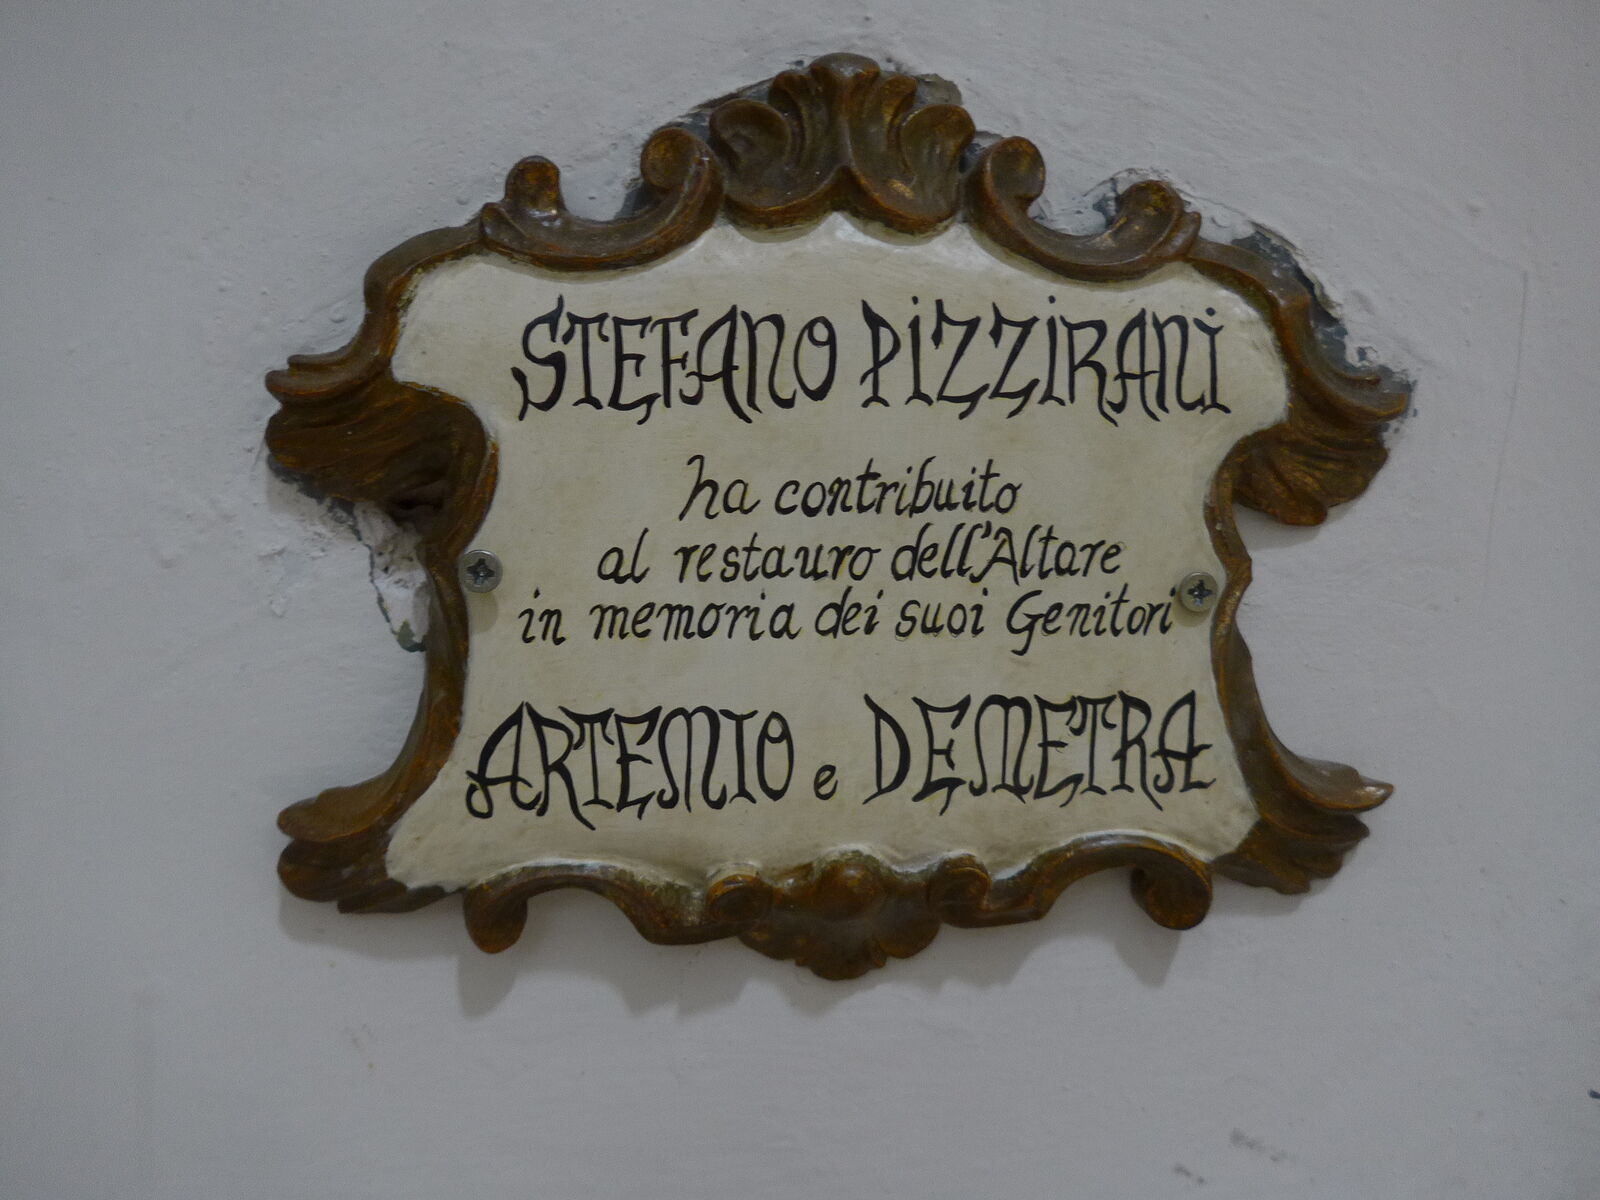 STEFANO PiZZiRANi
ha contribuito
al restauro dell'Altare
in memoria dei suoi Genitori
ARTEMIO e DEMETRA